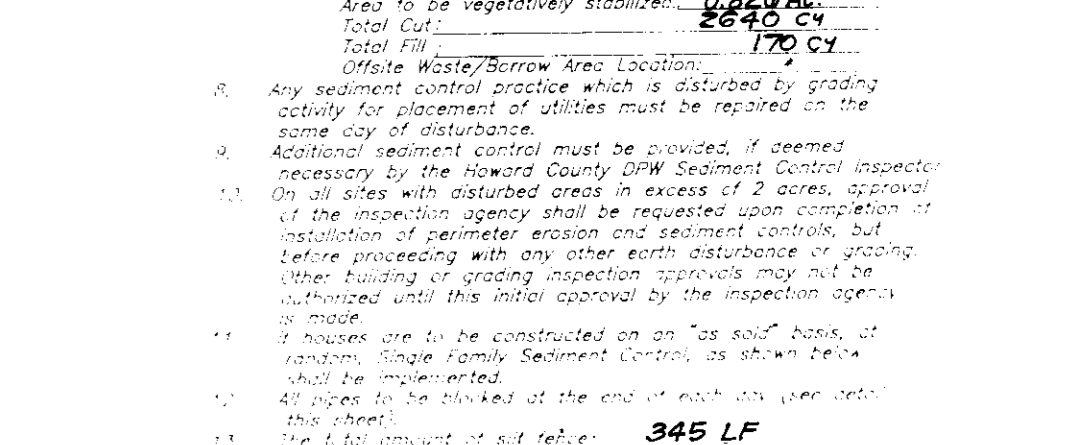 Area to be vegetatively stabilized: 0.820 AC.
Total Cut: 2640 CY
Total Fill : 170 CY
Offsite Waste/Borrow Area Location: *
8. Any sediment control practice which is disturbed by grading
activity for placement of utilities must be repaired on the
same day of disturbance.
9. Additional sediment control must be provided, if deemed
necessary by the Howard County DPW Sediment Control Inspector
10. On all sites with disturbed areas in excess of 2 acres, approval
of the inspection agency shall be requested upon completion of
installation of perimeter erosion and sediment controls, but
before proceeding with any other earth disturbance or grading.
Other building or grading inspection approvals may not be
authorized until this initial approval by the inspection agency
is made.
11. If houses are to be constructed on an "as sold" basis, at
random, Single Family Sediment Control, as shown below
shall be implemented.
12. All pipes to be blocked at the end of each day (see detail
this sheet).
13. The total amount of silt fence: 345 LF